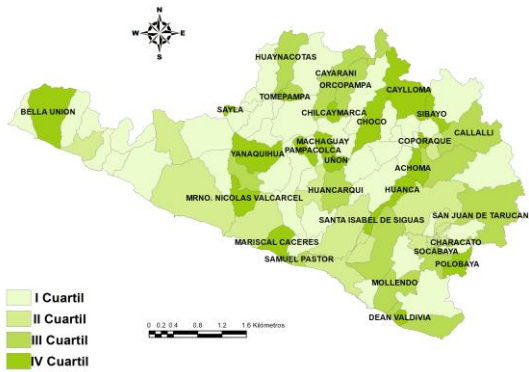 N
W E
S
HUAYNACOTAS
CAYARANI
ORCOPAMPA
CAYLLOMA
TOMEPAMPA
BELLA UNION
SAYLA
CHILCAYMARCA
SIBAYO
CHOCO
CALLALLI
MACHAGUAY
COPORAQUE
PAMPACOLCA
YANAQUIHUA
UÑON
ACHOMA
HUANCARQUI
HUANCA
MRNO. NICOLAS VALCARCEL
SANTA ISABEL DE SIGUAS
SAN JUAN DE TARUCAN
MARISCAL CACERES
CHARACATO
SOCABAYA
SAMUEL PASTOR
POLOBAYA
MOLLENDO
DEAN VALDIVIA
I Cuartil
II Cuartil
III Cuartil
IV Cuartil
0 0.2 0.4 0.8 1.2 1.6 Kilómetros